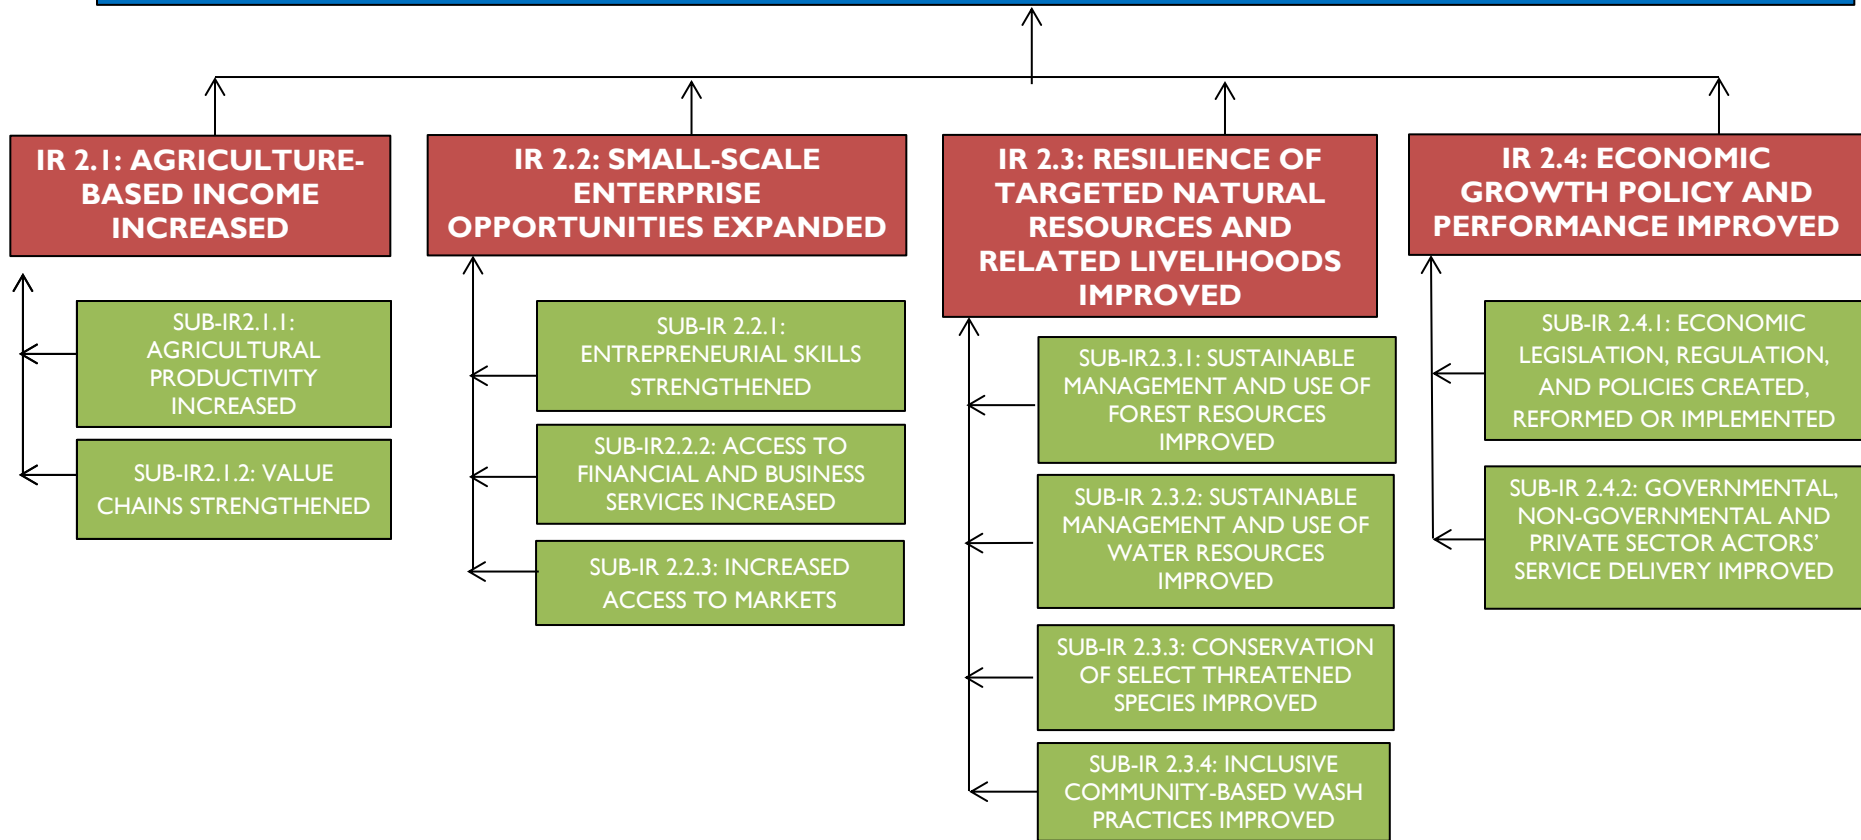 IR 2.1: AGRICULTURE-
BASED INCOME
INCREASED
SUB-IR2.1.1:
AGRICULTURAL
PRODUCTIVITY
INCREASED
SUB-IR2.1.2: VALUE
CHAINS STRENGTHENED
IR 2.2: SMALL-SCALE
ENTERPRISE
OPPORTUNITIES EXPANDED
SUB-IR 2.2.1:
ENTREPRENEURIAL SKILLS
STRENGTHENED
SUB-IR2.2.2: ACCESS TO
FINANCIAL AND BUSINESS
SERVICES INCREASED
SUB-IR 2.2.3: INCREASED
ACCESS TO MARKETS
IR 2.3: RESILIENCE OF
TARGETED NATURAL
RESOURCES AND
RELATED LIVELIHOODS
IMPROVED
SUB-IR2.3.1: SUSTAINABLE
MANAGEMENT AND USE OF
FOREST RESOURCES
IMPROVED
SUB-IR 2.3.2: SUSTAINABLE
MANAGEMENT AND USE OF
WATER RESOURCES
IMPROVED
SUB-IR 2.3.3: CONSERVATION
OF SELECT THREATENED
SPECIES IMPROVED
SUB-IR 2.3.4: INCLUSIVE
COMMUNITY-BASED WASH
PRACTICES IMPROVED
IR 2.4: ECONOMIC
GROWTH POLICY AND
PERFORMANCE IMPROVED
SUB-IR 2.4.1: ECONOMIC
LEGISLATION, REGULATION,
AND POLICIES CREATED,
REFORMED OR IMPLEMENTED
SUB-IR 2.4.2: GOVERNMENTAL,
NON-GOVERNMENTAL AND
PRIVATE SECTOR ACTORS’
SERVICE DELIVERY IMPROVED